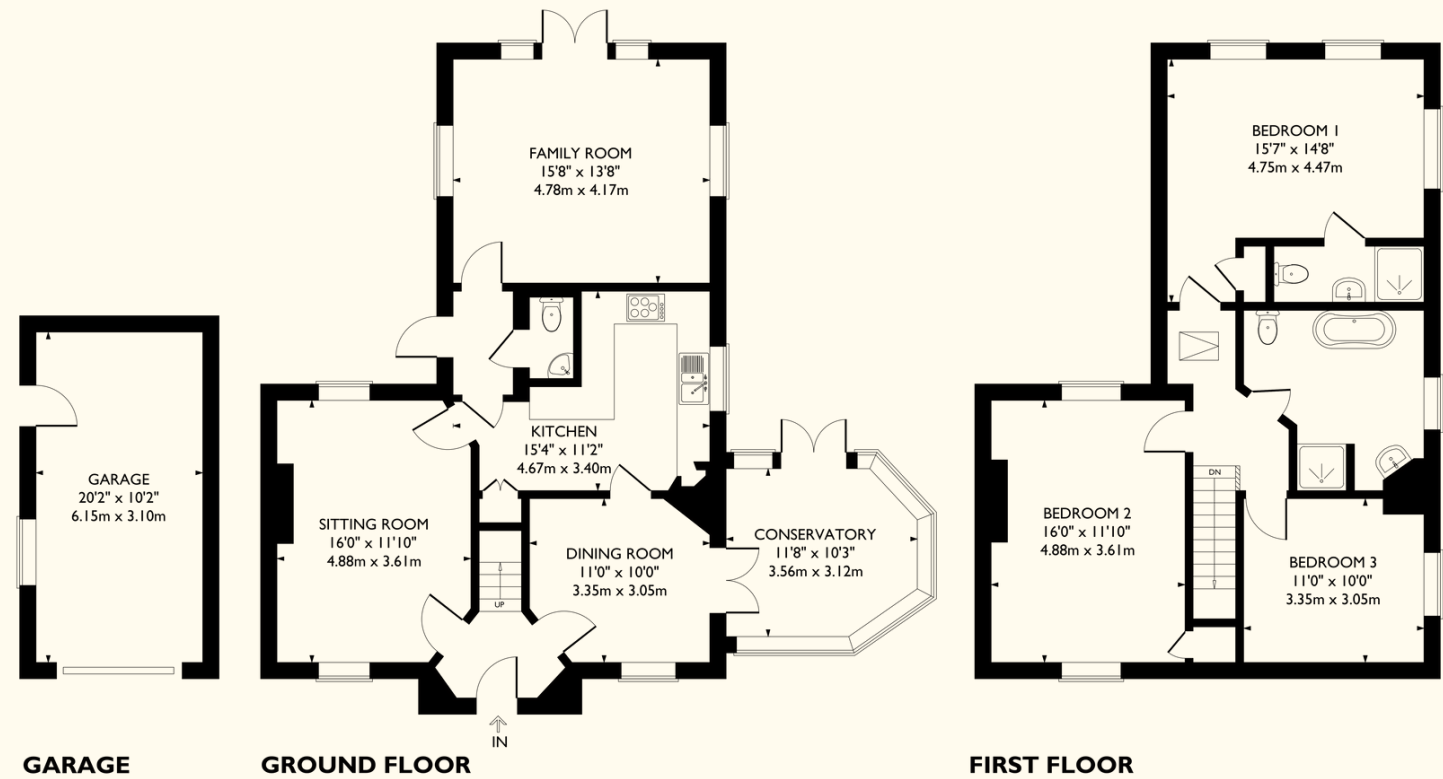 GARAGE
20'2" x 10'2"
6.15m x 3.10m
FAMILY ROOM
15'8" x 13'8"
4.78m x 4.17m
KITCHEN
15'4" x 11'2"
4.67m x 3.40m
SITTING ROOM
16'0" x 11'10"
4.88m x 3.61m
UP
DINING ROOM
11'0" x 10'0"
3.35m x 3.05m
CONSERVATORY
11'8" x 10'3"
3.56m x 3.12m
IN
BEDROOM 1
15'7" x 14'8"
4.75m x 4.47m
DN
BEDROOM 2
16'0" x 11'10"
4.88m x 3.61m
BEDROOM 3
11'0" x 10'0"
3.35m x 3.05m
GARAGE
GROUND FLOOR
FIRST FLOOR